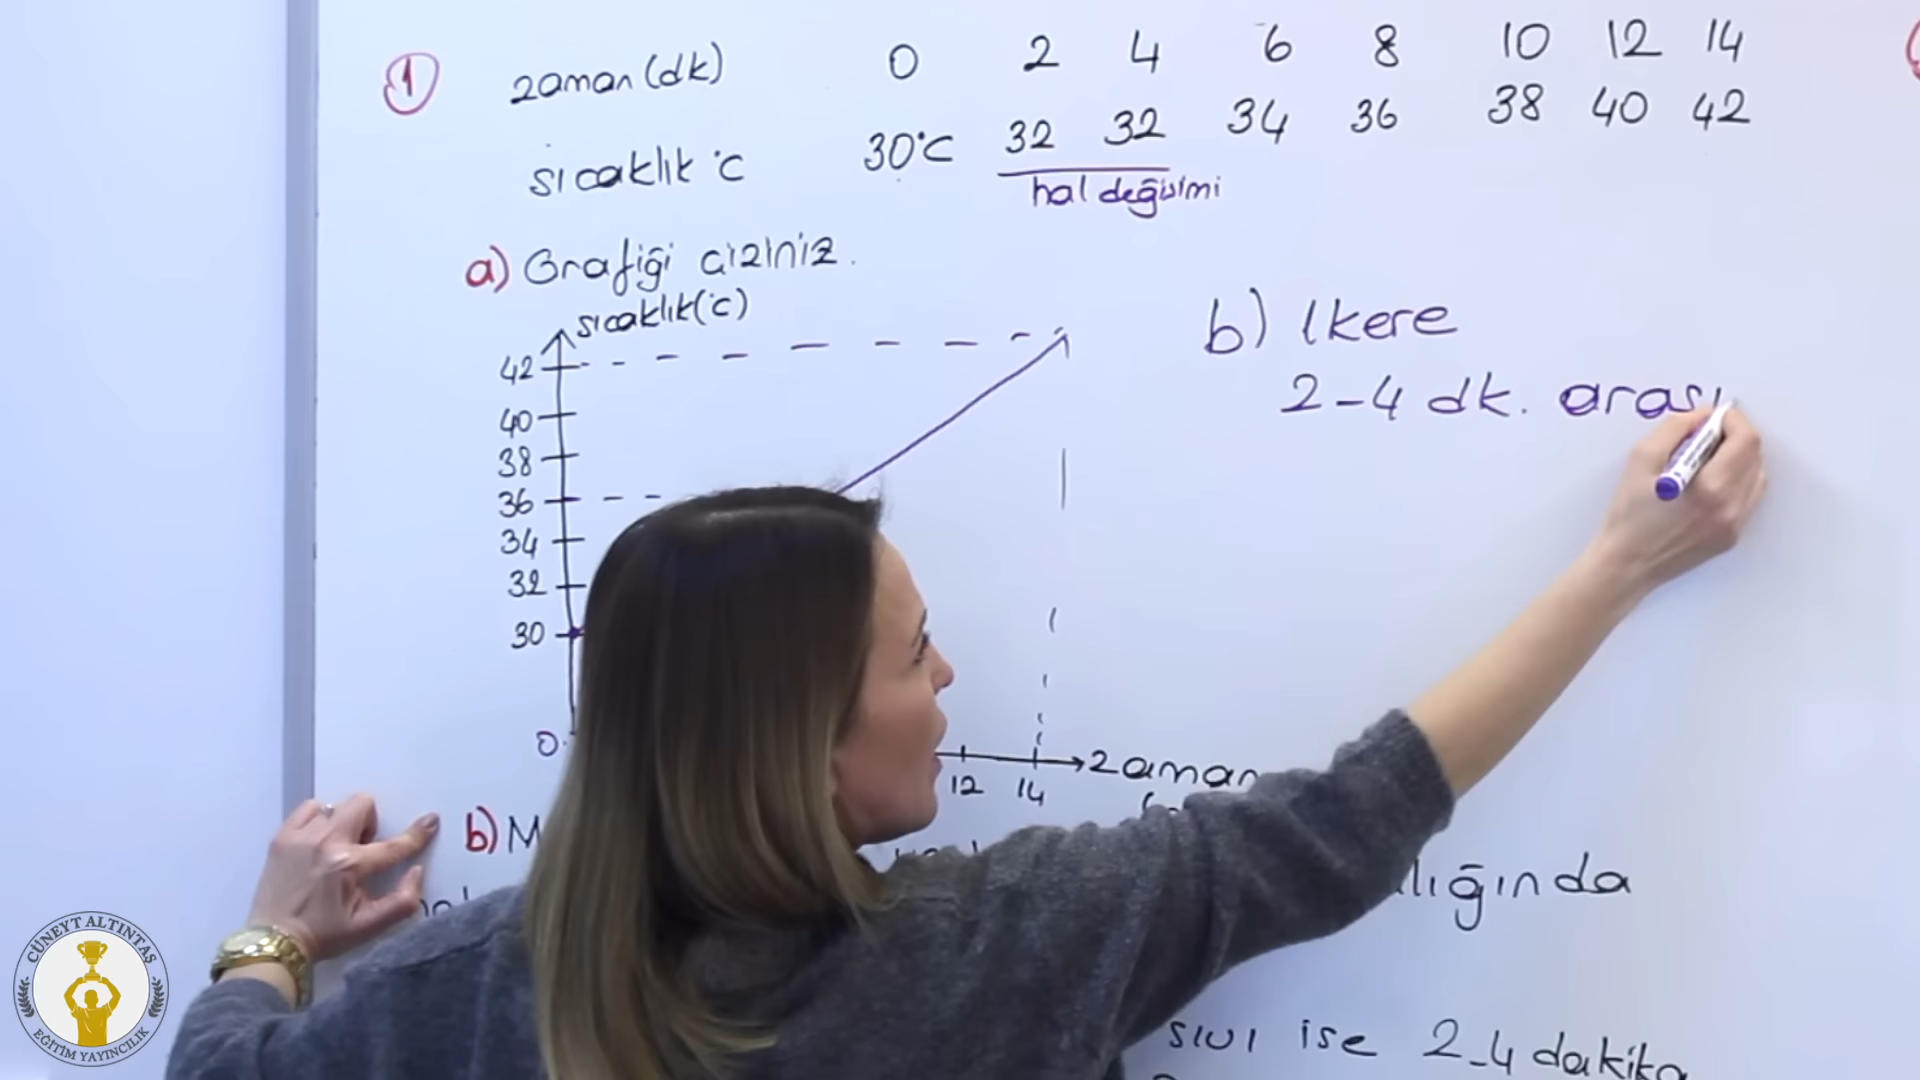 1 zaman (dk) 0 2 4 6 8 10 12 14
sıcaklık °C 30°C 32 32 34 36 38 40 42
hal değişimi
a) Grafiği çiziniz.
sıcaklık (°C)
42
40
38
36
34
32
30
0
12 14 zaman
b) 1 kere
2-4 dk. arası
b) M
lığında
sıvı ise 2-4 dakika
CÜNEYT ALTINTAŞ
EĞİTİM YAYINCILIK